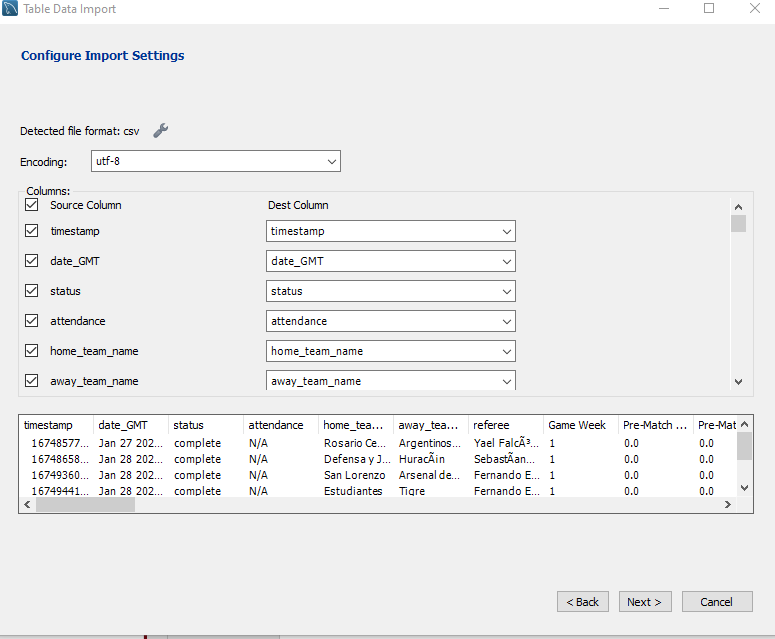 Table Data Import
Configure Import Settings
Detected file format: csv
Encoding: utf-8
Columns:
Source Column Dest Column
timestamp timestamp
date_GMT date_GMT
status status
attendance attendance
home_team_name home_team_name
away_team_name away_team_name
timestamp date_GMT status attendance home_tea... away_tea... referee Game Week Pre-Match ... Pre-Mat
16748577... Jan 27 202... complete N/A Rosario Ce... Argentinos... Yael FalcÃ³... 1 0.0 0.0
16748658... Jan 28 202... complete N/A Defensa y J... HuracÃ¡n SebastÃ­an... 1 0.0 0.0
16749360... Jan 28 202... complete N/A San Lorenzo Arsenal de... Fernando E... 1 0.0 0.0
16749441... Jan 28 202... complete N/A Estudiantes Tigre Fernando E... 1 0.0 0.0
< Back Next > Cancel